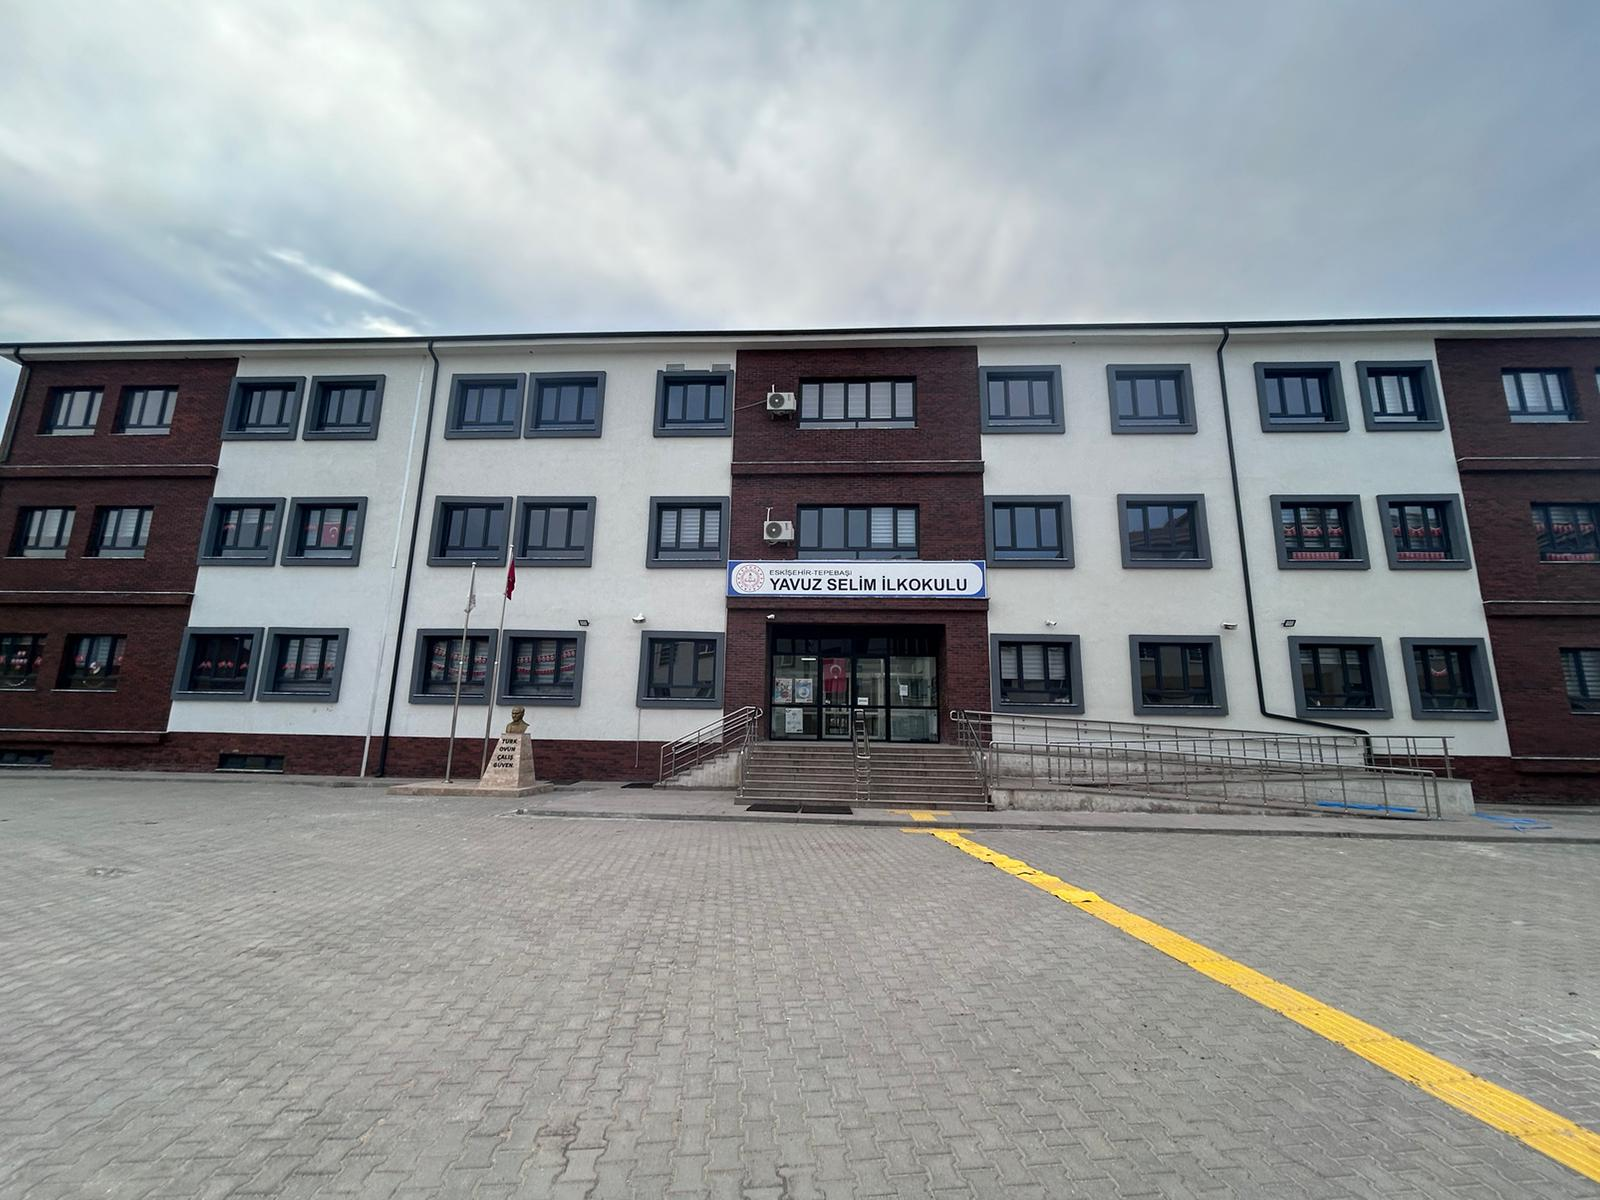 ESKİŞEHİR-TEPEBAŞI
YAVUZ SELİM İLKOKULU
TÜRK
ÖVÜN
ÇALIŞ
GÜVEN.